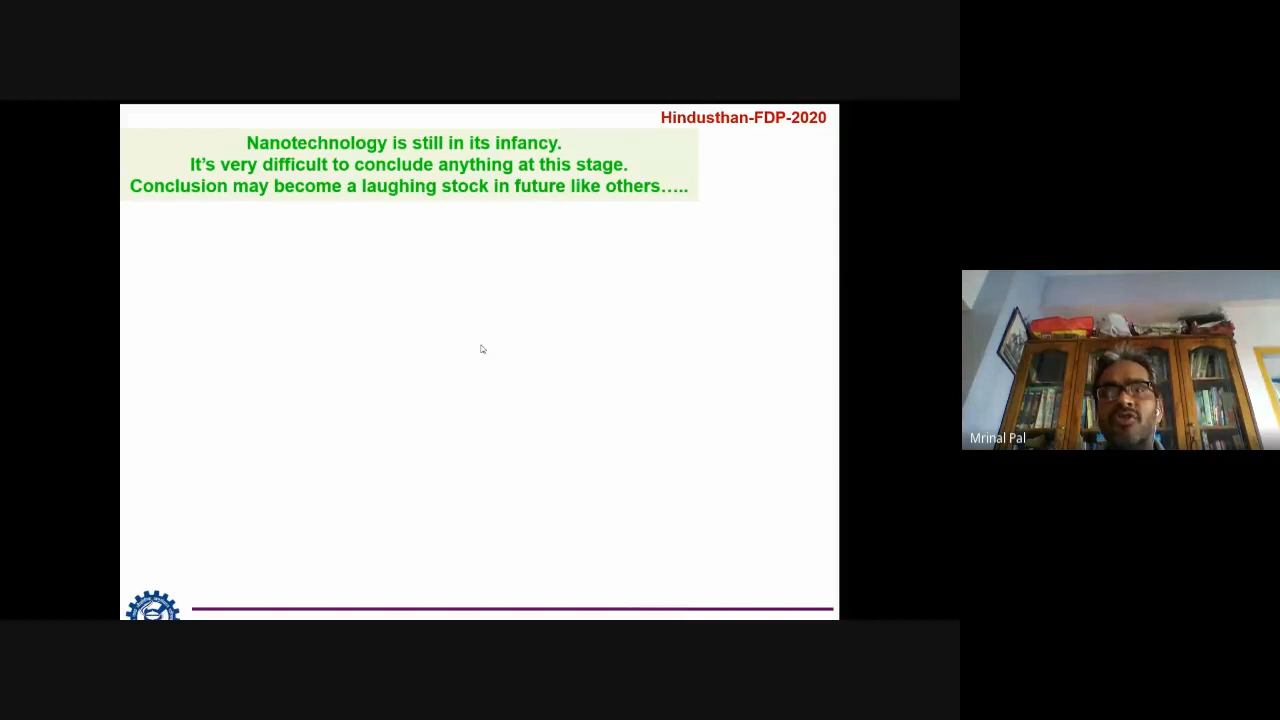 Hindusthan-FDP-2020
Nanotechnology is still in its infancy.
It’s very difficult to conclude anything at this stage.
Conclusion may become a laughing stock in future like others…..
Mrinal Pal